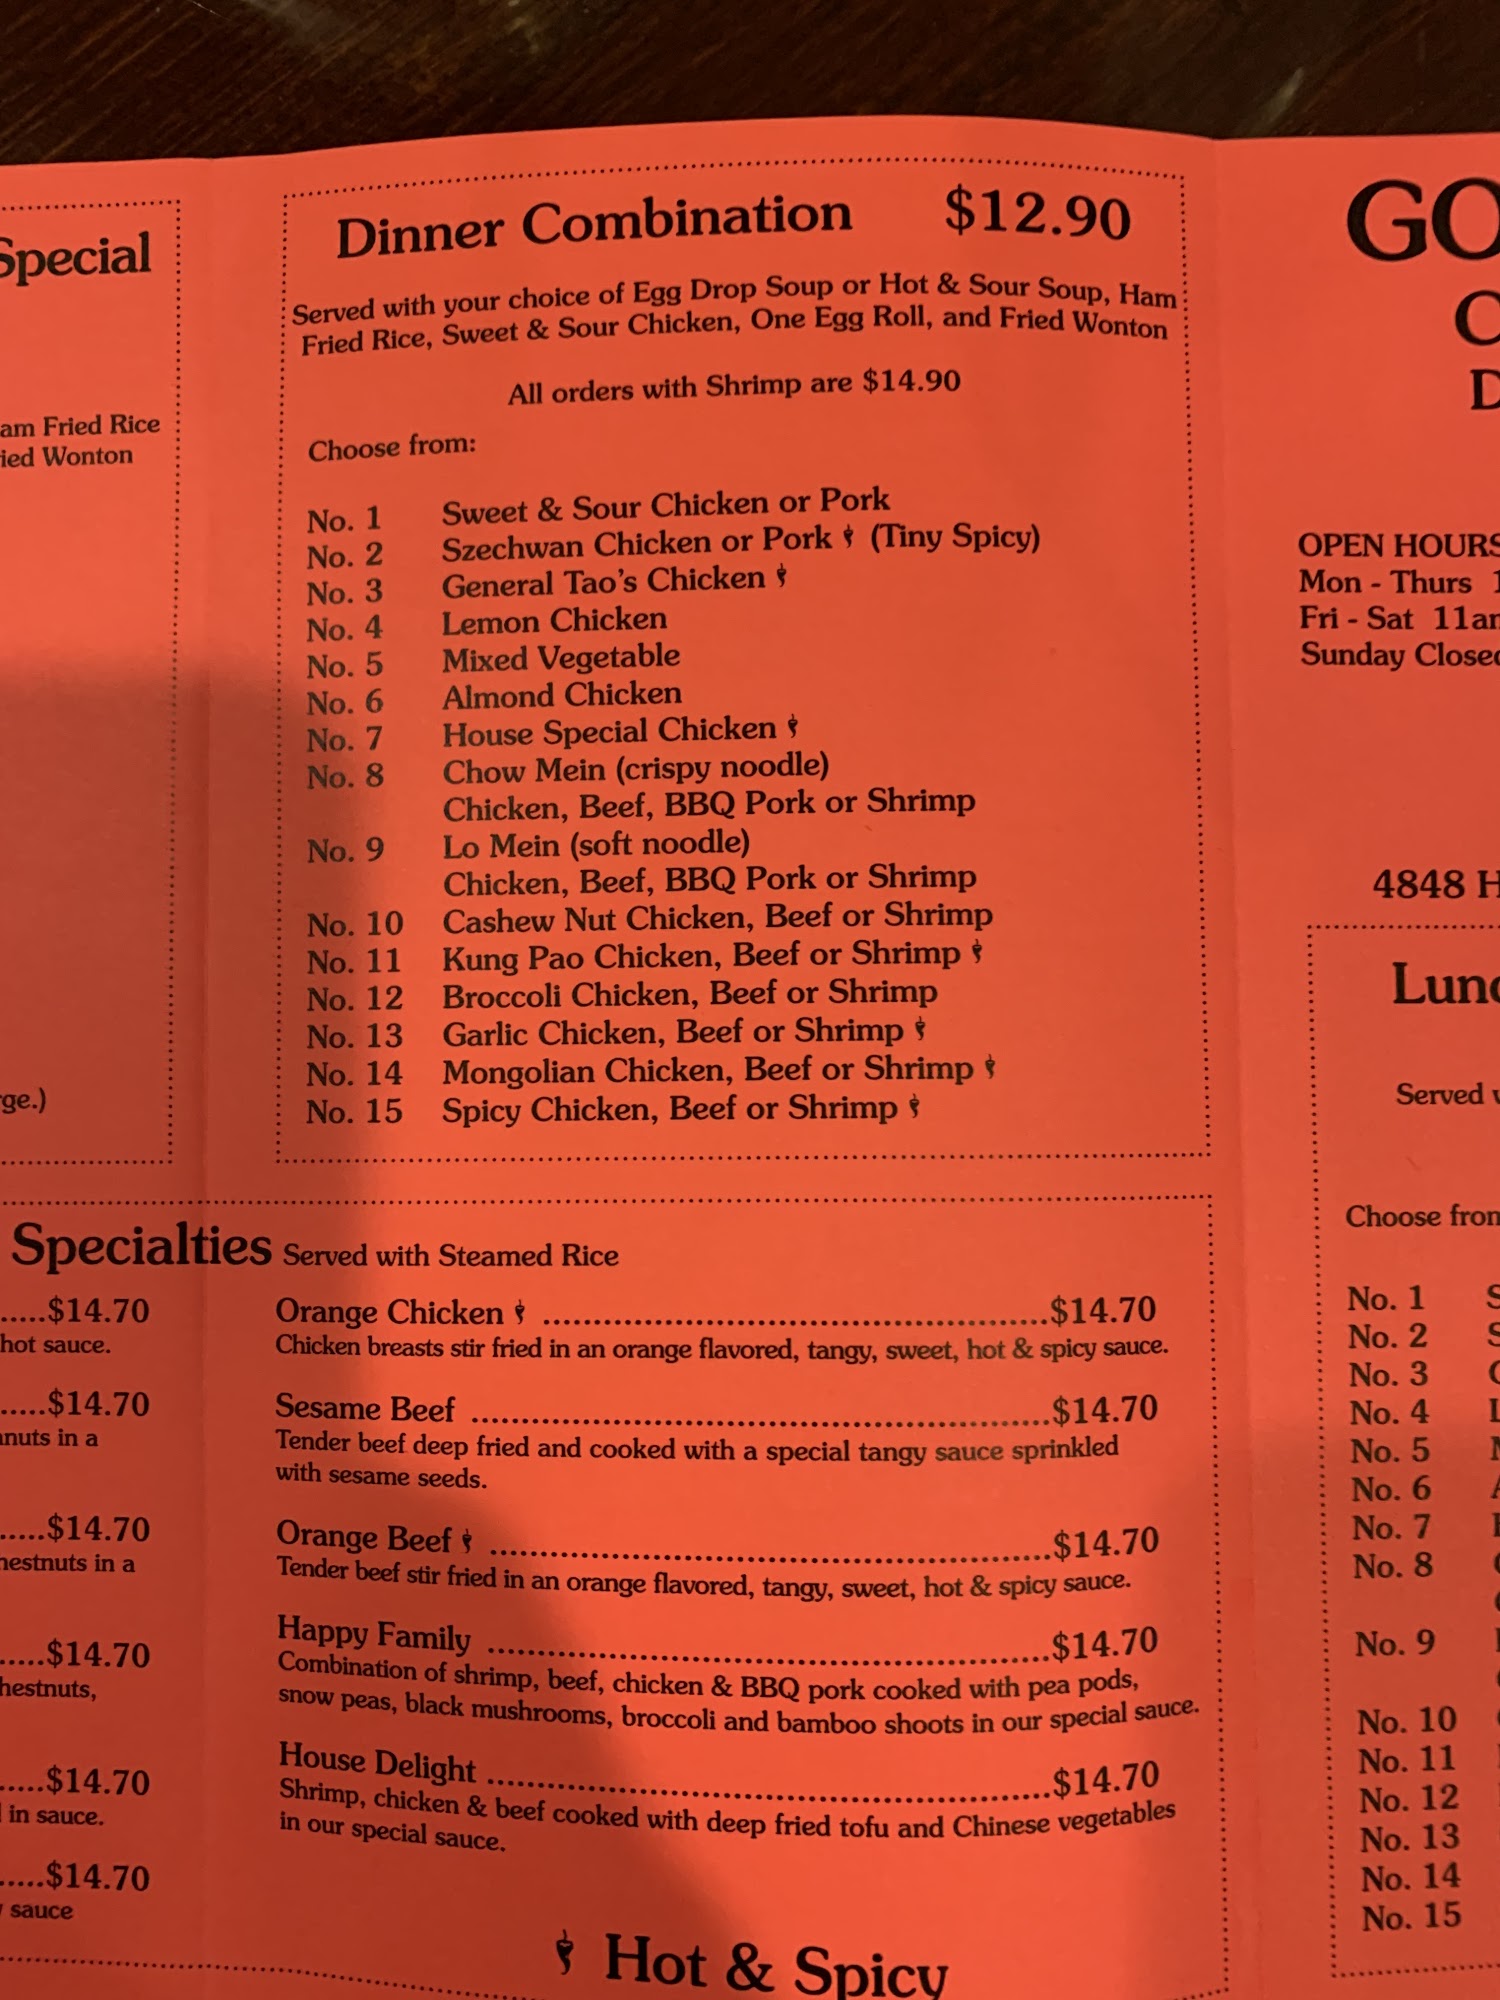 Special
Fried Rice
Wonton
$14.70
hot sauce.
$14.70
in a
$14.70
in a
$14.70
$14.70
in sauce.
$14.70
sauce
Dinner Combination $12.90
Served with your choice of Egg Drop Soup or Hot & Sour Soup, Ham
Fried Rice, Sweet & Sour Chicken, One Egg Roll, and Fried Wonton
All orders with Shrimp are $14.90
Choose from:
No. 1 Sweet & Sour Chicken or Pork
No. 2 Szechwan Chicken or Pork (Tiny Spicy)
No. 3 General Tao's Chicken
No. 4 Lemon Chicken
No. 5 Mixed Vegetable
No. 6 Almond Chicken
No. 7 House Special Chicken
No. 8 Chow Mein (crispy noodle)
Chicken, Beef, BBQ Pork or Shrimp
No. 9 Lo Mein (soft noodle)
Chicken, Beef, BBQ Pork or Shrimp
No. 10 Cashew Nut Chicken, Beef or Shrimp
No. 11 Kung Pao Chicken, Beef or Shrimp
No. 12 Broccoli Chicken, Beef or Shrimp
No. 13 Garlic Chicken, Beef or Shrimp
No. 14 Mongolian Chicken, Beef or Shrimp
No. 15 Spicy Chicken, Beef or Shrimp
Specialties Served with Steamed Rice
Orange Chicken ........ $14.70
Chicken breasts stir fried in an orange flavored, tangy, sweet, hot & spicy sauce.
Sesame Beef ........ $14.70
Tender beef deep fried and cooked with a special tangy sauce sprinkled
with sesame seeds.
Orange Beef ........ $14.70
Tender beef stir fried in an orange flavored, tangy, sweet, hot & spicy sauce.
Happy Family ........ $14.70
Combination of shrimp, beef, chicken & BBQ pork cooked with pea pods,
snow peas, black mushrooms, broccoli and bamboo shoots in our special sauce.
House Delight ........ $14.70
Shrimp, chicken & beef cooked with deep fried tofu and Chinese vegetables
in our special sauce.
Hot & Spicy
OPEN HOURS
Mon - Thurs
Fri - Sat 11am
Sunday Closed
4848
Served
Choose from
No. 1
No. 2
No. 3
No. 4
No. 5
No. 6
No. 7
No. 8
No. 9
No. 10
No. 11
No. 12
No. 13
No. 14
No. 15